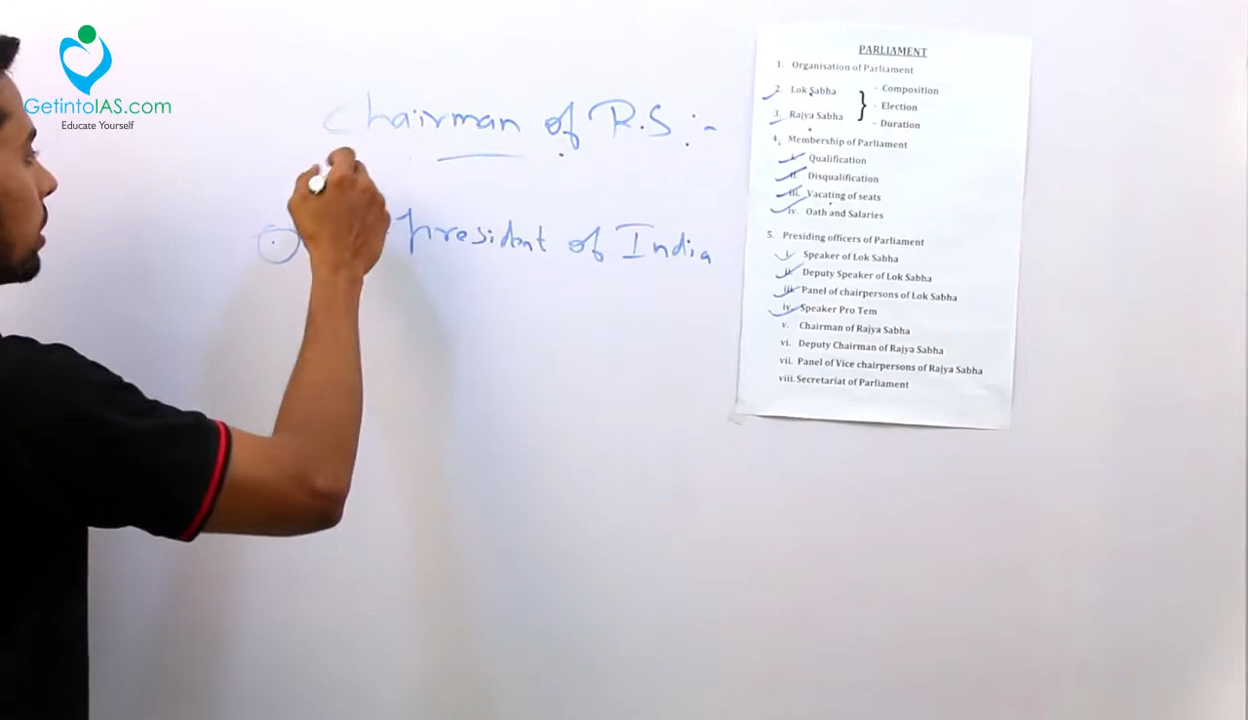 GetintoIAS.com
Educate Yourself
Chairman of R.S :-
president of India
PARLIAMENT
1. Organisation of Parliament
2. Lok Sabha
3. Rajya Sabha
- Composition
- Election
- Duration
4. Membership of Parliament
i. Qualification
ii. Disqualification
iii. Vacating of seats
iv. Oath and Salaries
5. Presiding officers of Parliament
i. Speaker of Lok Sabha
ii. Deputy Speaker of Lok Sabha
iii. Panel of chairpersons of Lok Sabha
iv. Speaker Pro Tem
v. Chairman of Rajya Sabha
vi. Deputy Chairman of Rajya Sabha
vii. Panel of Vice chairpersons of Rajya Sabha
viii. Secretariat of Parliament